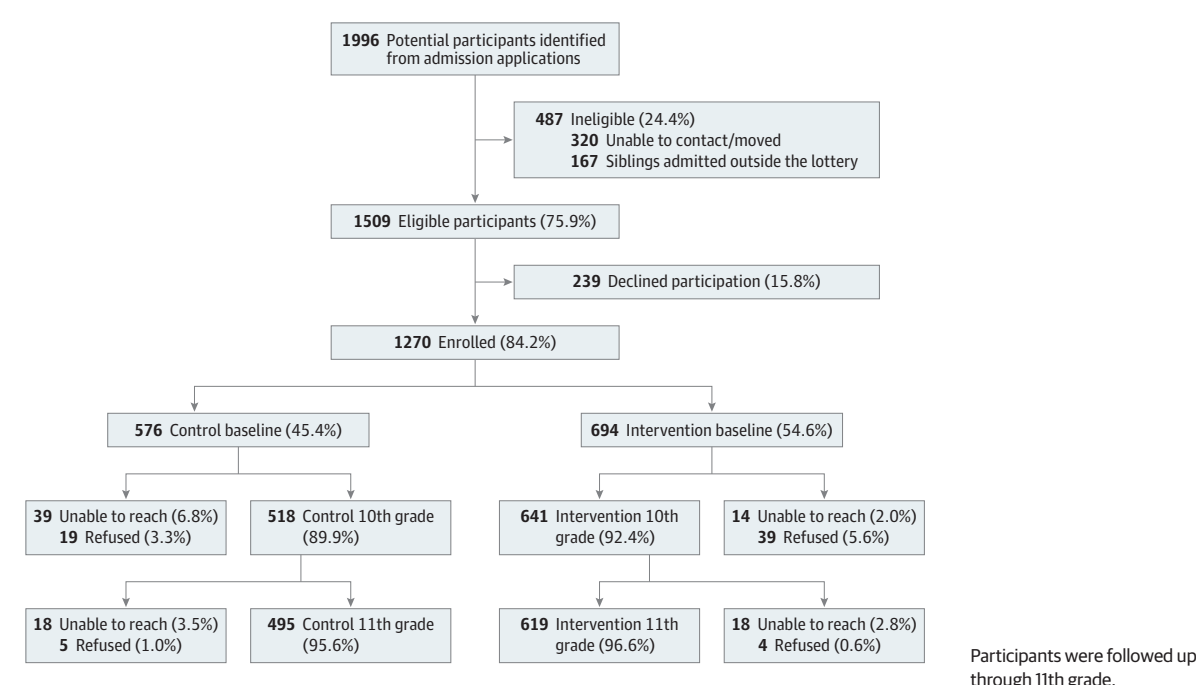 1996 Potential participants identified
from admission applications
487 Ineligible (24.4%)
320 Unable to contact/moved
167 Siblings admitted outside the lottery
1509 Eligible participants (75.9%)
239 Declined participation (15.8%)
1270 Enrolled (84.2%)
576 Control baseline (45.4%)
694 Intervention baseline (54.6%)
39 Unable to reach (6.8%)
19 Refused (3.3%)
518 Control 10th grade
(89.9%)
641 Intervention 10th
grade (92.4%)
14 Unable to reach (2.0%)
39 Refused (5.6%)
18 Unable to reach (3.5%)
5 Refused (1.0%)
495 Control 11th grade
(95.6%)
619 Intervention 11th
grade (96.6%)
18 Unable to reach (2.8%)
4 Refused (0.6%)
Participants were followed up
through 11th grade.